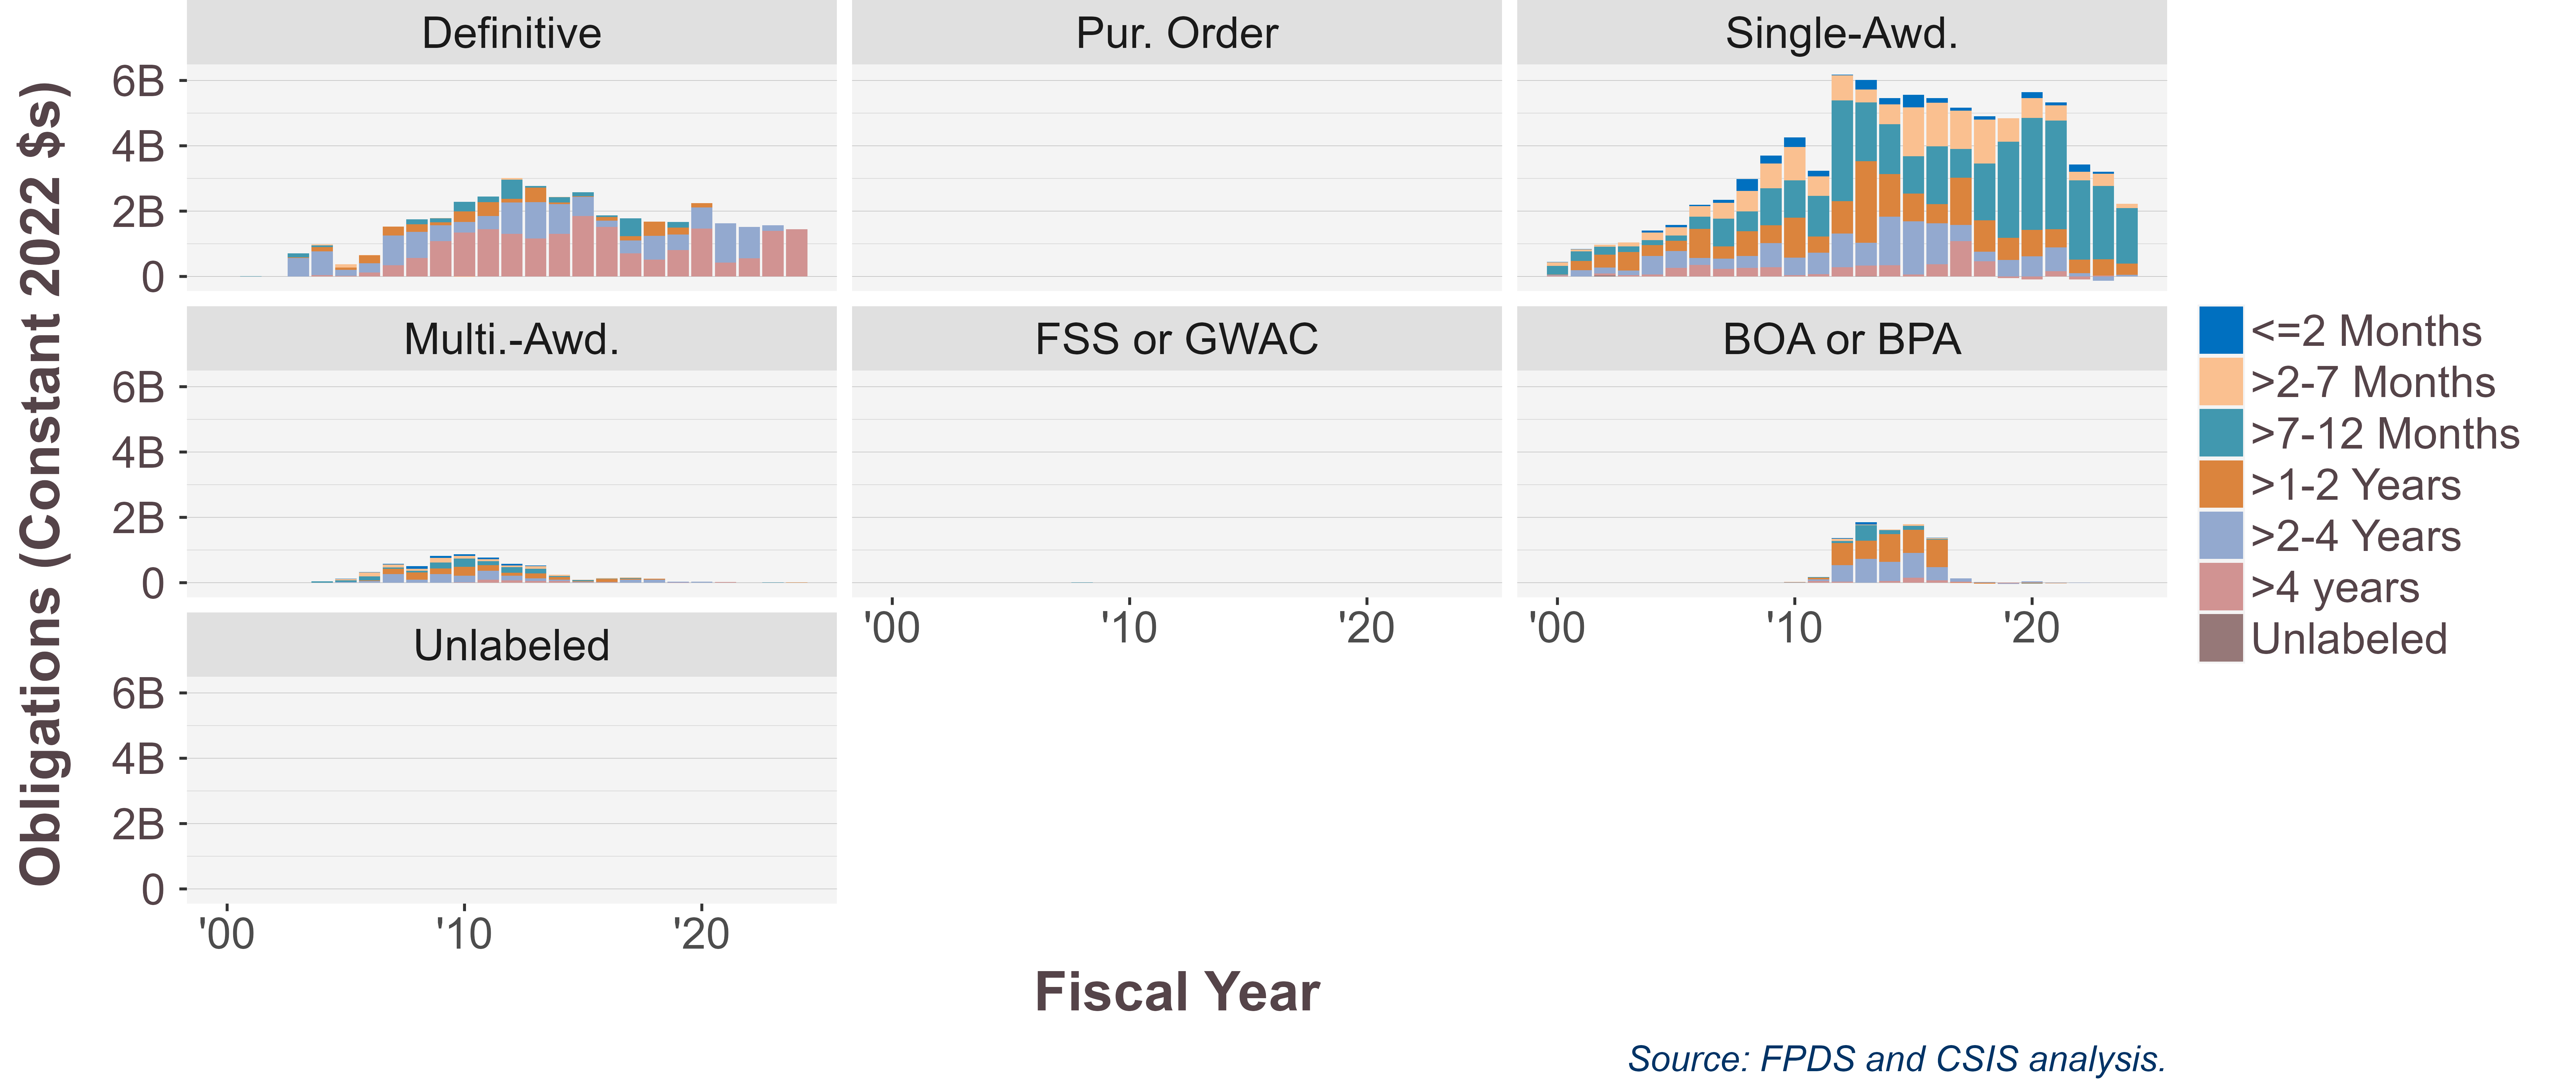 Definitive
Pur. Order
Single-Awd.
6B
4B
2B
0
Multi.-Awd.
FSS or GWAC
BOA or BPA
6B
4B
2B
0
'00
'10
'20
'00
'10
'20
Unlabeled
6B
4B
2B
0
'00
'10
'20
Obligations (Constant 2022 $s)
Fiscal Year
<=2 Months
>2-7 Months
>7-12 Months
>1-2 Years
>2-4 Years
>4 years
Unlabeled
Source: FPDS and CSIS analysis.